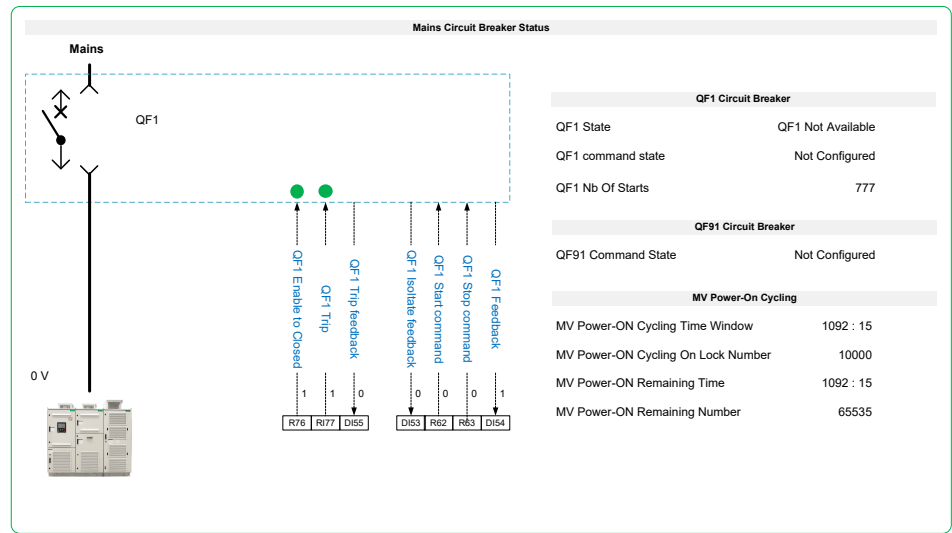 Mains Circuit Breaker Status
Mains
QF1
QF1 Circuit Breaker
QF1 State QF1 Not Available
QF1 command state Not Configured
QF1 Nb Of Starts 777
QF91 Circuit Breaker
QF91 Command State Not Configured
MV Power-On Cycling
MV Power-ON Cycling Time Window 1092 : 15
MV Power-ON Cycling On Lock Number 10000
MV Power-ON Remaining Time 1092 : 15
MV Power-ON Remaining Number 65535
QF1 Enable to Closed
QF1 Trip
QF1 Trip feedback
QF1 Isoltate feedback
QF1 Start command
QF1 Stop command
QF1 Feedback
0 V
1 1 0 0 0 0 1
R76 RI77 DI55 DI53 R62 R63 DI54